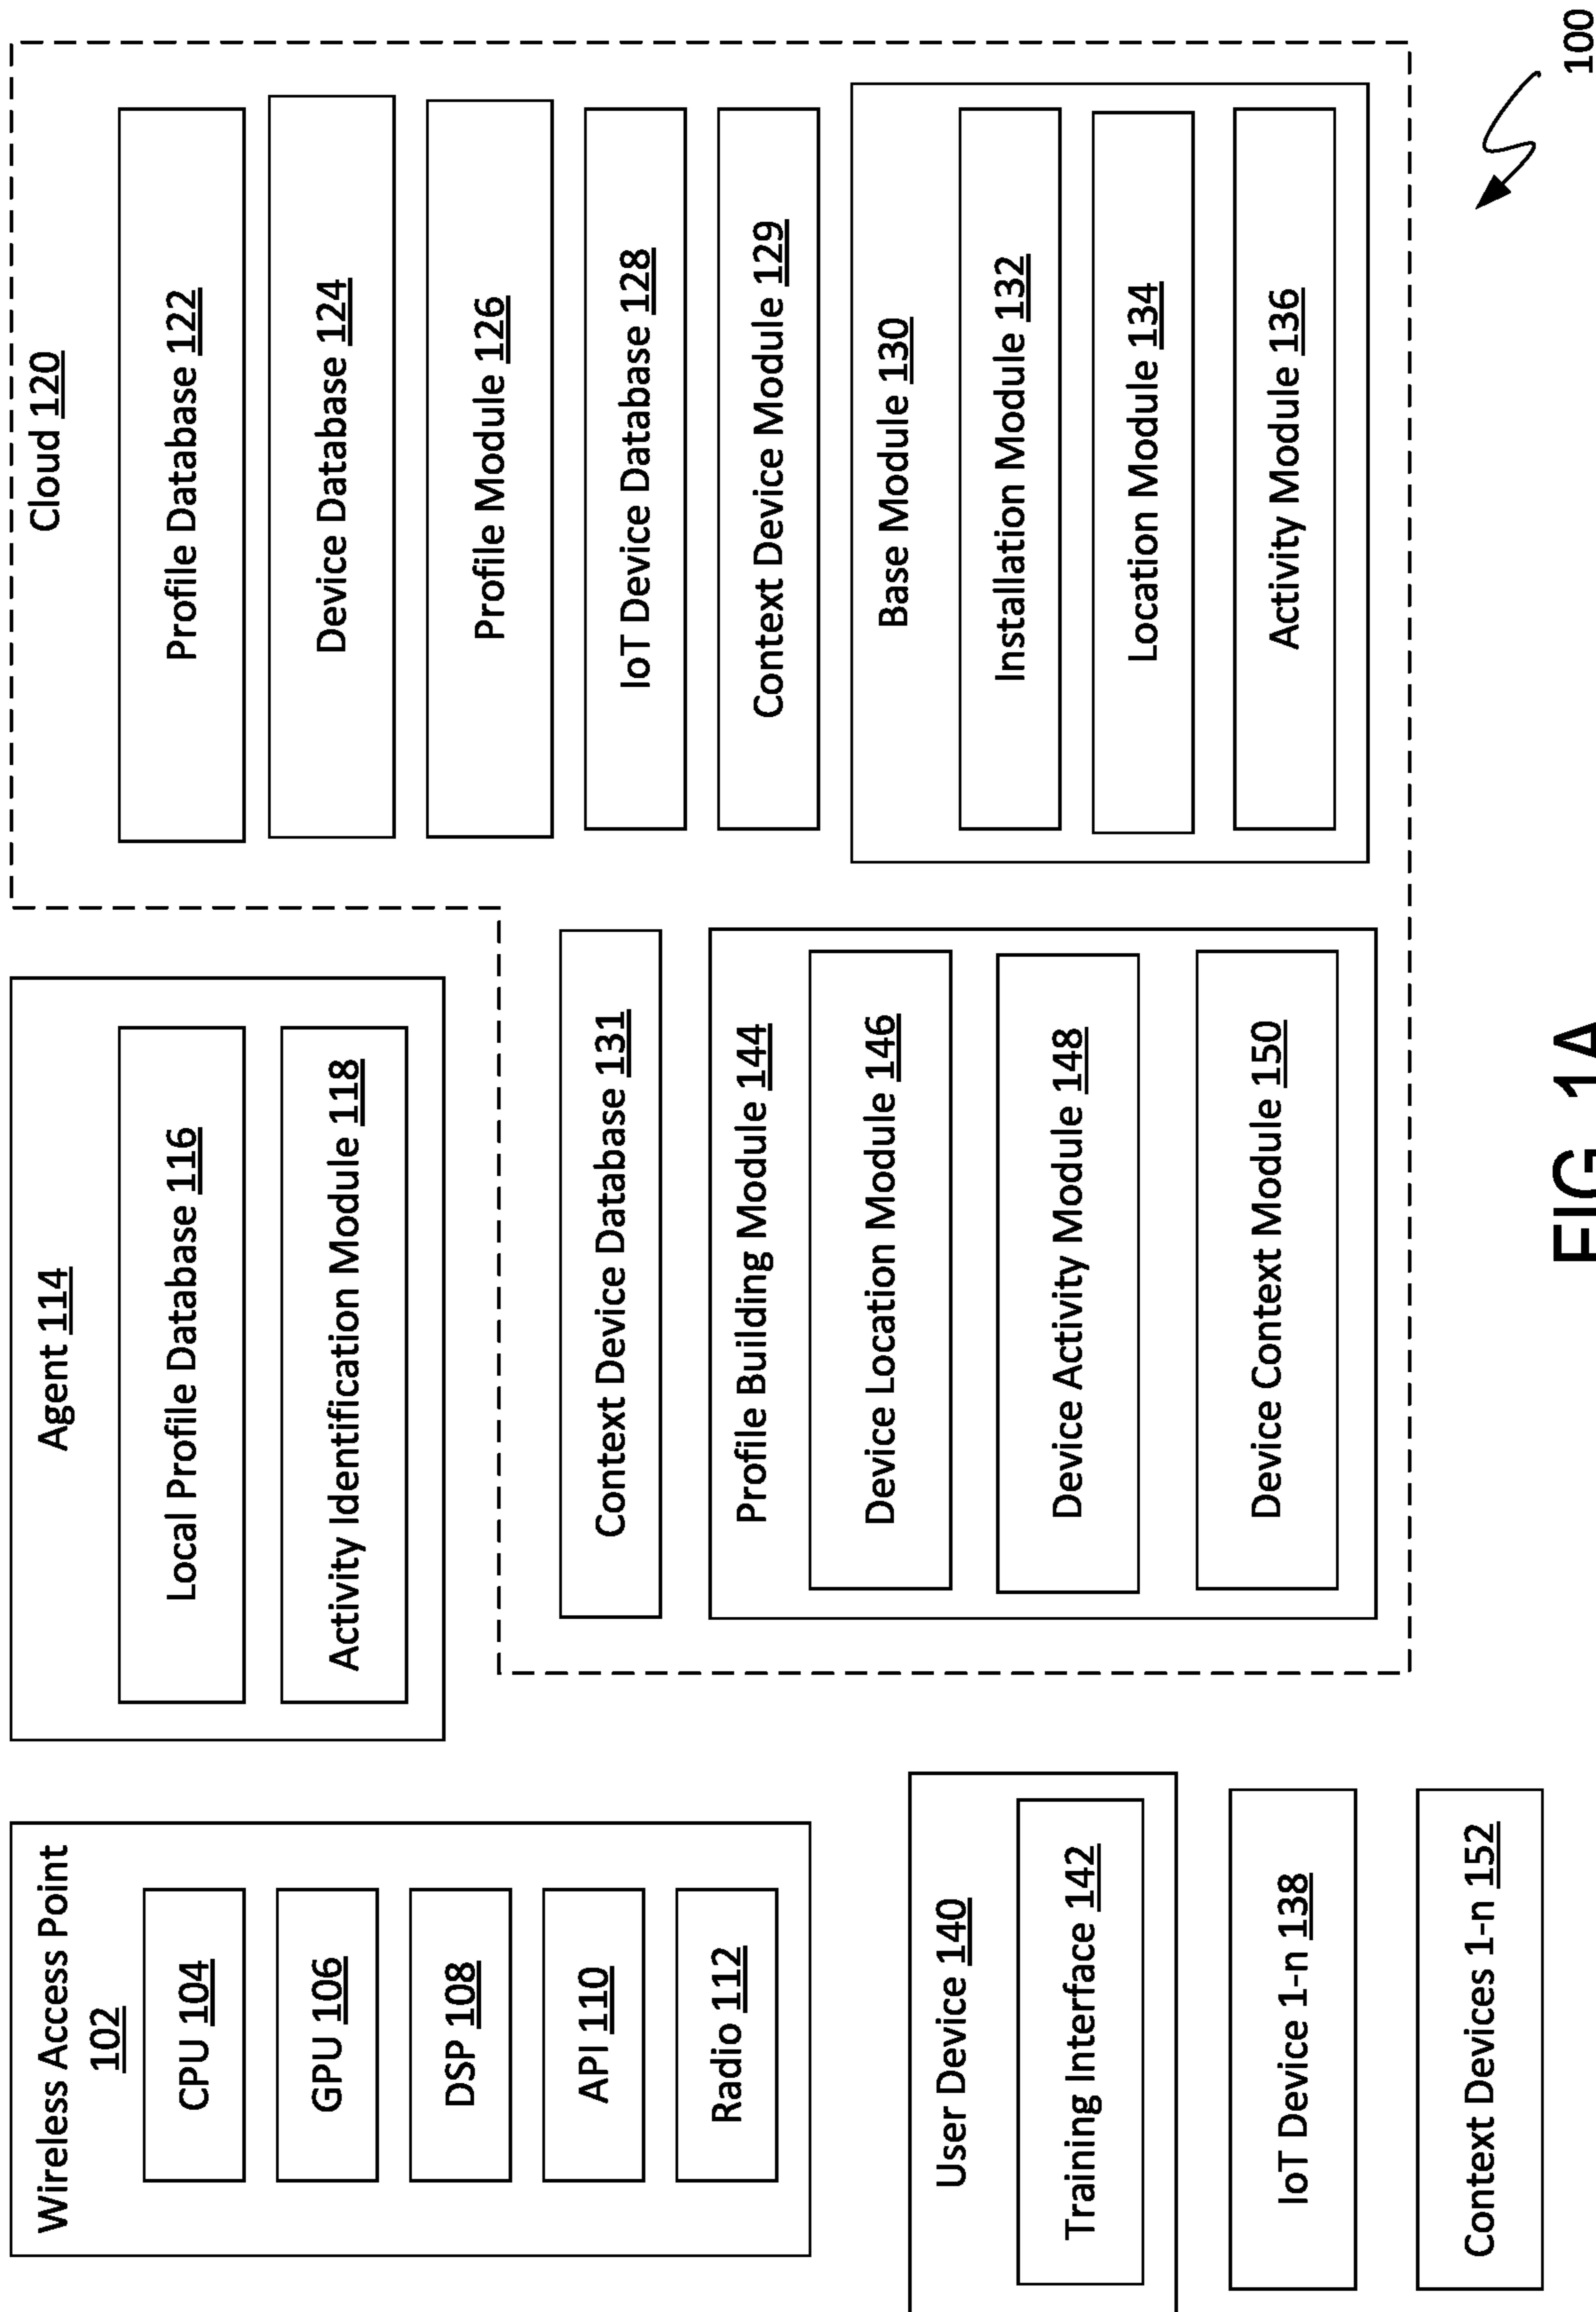 Wireless Access Point
102
CPU 104
GPU 106
DSP 108
API 110
Radio 112
User Device 140
Training Interface 142
IoT Device 1-n 138
Context Devices 1-n 152
Agent 114
Local Profile Database 116
Activity Identification Module 118
Context Device Database 131
Profile Building Module 144
Device Location Module 146
Device Activity Module 148
Device Context Module 150
Cloud 120
Profile Database 122
Device Database 124
Profile Module 126
IoT Device Database 128
Context Device Module 129
Base Module 130
Installation Module 132
Location Module 134
Activity Module 136
100
FIG. 1A